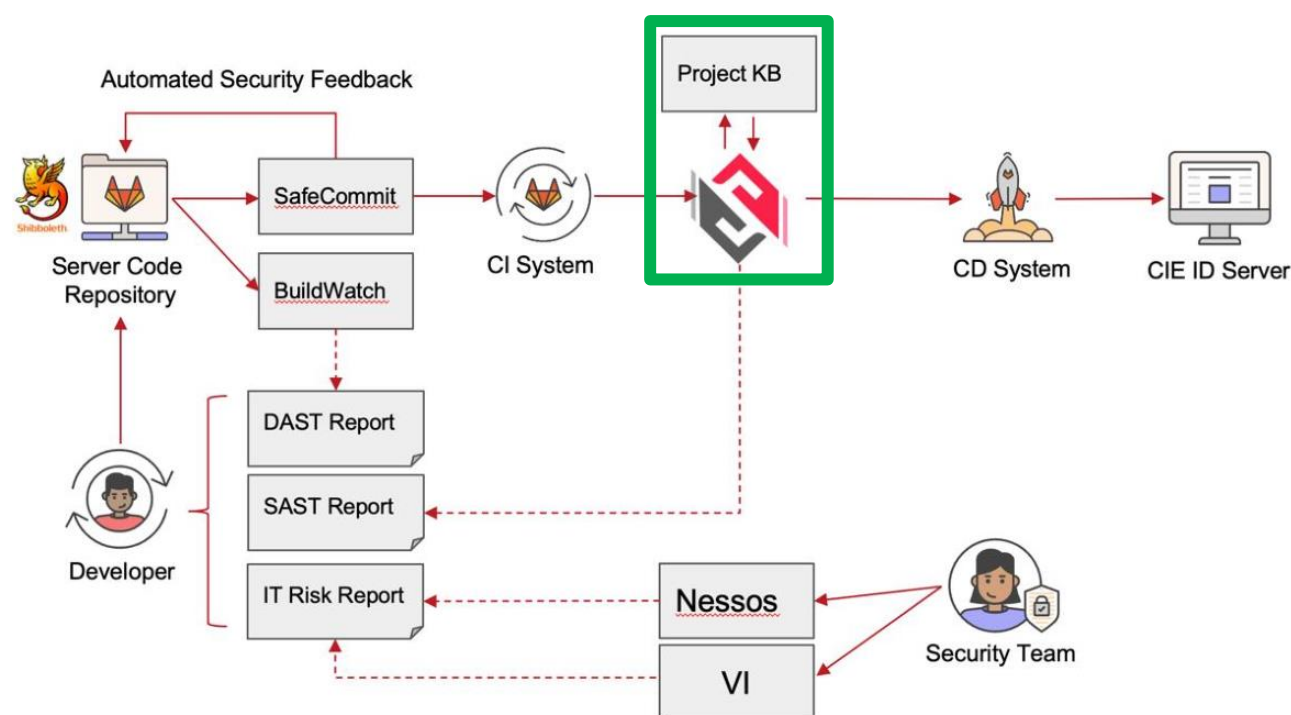 Automated Security Feedback
Project KB
Shibboleth
SafeCommit
Server Code
Repository
CI System
CD System
CIE ID Server
BuildWatch
DAST Report
SAST Report
Developer
IT Risk Report
Nessos
Security Team
VI